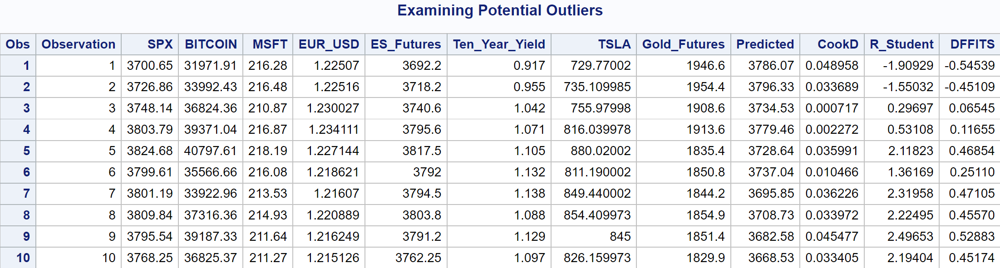 Examining Potential Outliers
Obs Observation SPX BITCOIN MSFT EUR_USD ES_Futures Ten_Year_Yield TSLA Gold_Futures Predicted CookD R_Student DFFITS
1 1 3700.65 31971.91 216.28 1.22507 3692.2 0.917 729.77002 1946.6 3786.07 0.048958 -1.90929 -0.54539
2 2 3726.86 33992.43 216.48 1.22516 3718.2 0.955 735.109985 1954.4 3796.33 0.033689 -1.55032 -0.45109
3 3 3748.14 36824.36 210.87 1.230027 3740.6 1.042 755.97998 1908.6 3734.53 0.000717 0.29697 0.06545
4 4 3803.79 39371.04 216.87 1.234111 3795.6 1.071 816.039978 1913.6 3779.46 0.002272 0.53108 0.11655
5 5 3824.68 40797.61 218.19 1.227144 3817.5 1.105 880.02002 1835.4 3728.64 0.035991 2.11823 0.46854
6 6 3799.61 35566.66 216.08 1.218621 3792 1.132 811.190002 1850.8 3737.04 0.010466 1.36169 0.25110
7 7 3801.19 33922.96 213.53 1.21607 3794.5 1.138 849.440002 1844.2 3695.85 0.036226 2.31958 0.47105
8 8 3809.84 37316.36 214.93 1.220889 3803.8 1.088 854.409973 1854.9 3708.73 0.033972 2.22495 0.45570
9 9 3795.54 39187.33 211.64 1.216249 3791.2 1.129 845 1851.4 3682.58 0.045477 2.49653 0.52883
10 10 3768.25 36825.37 211.27 1.215126 3762.25 1.097 826.159973 1829.9 3668.53 0.033405 2.19404 0.45174